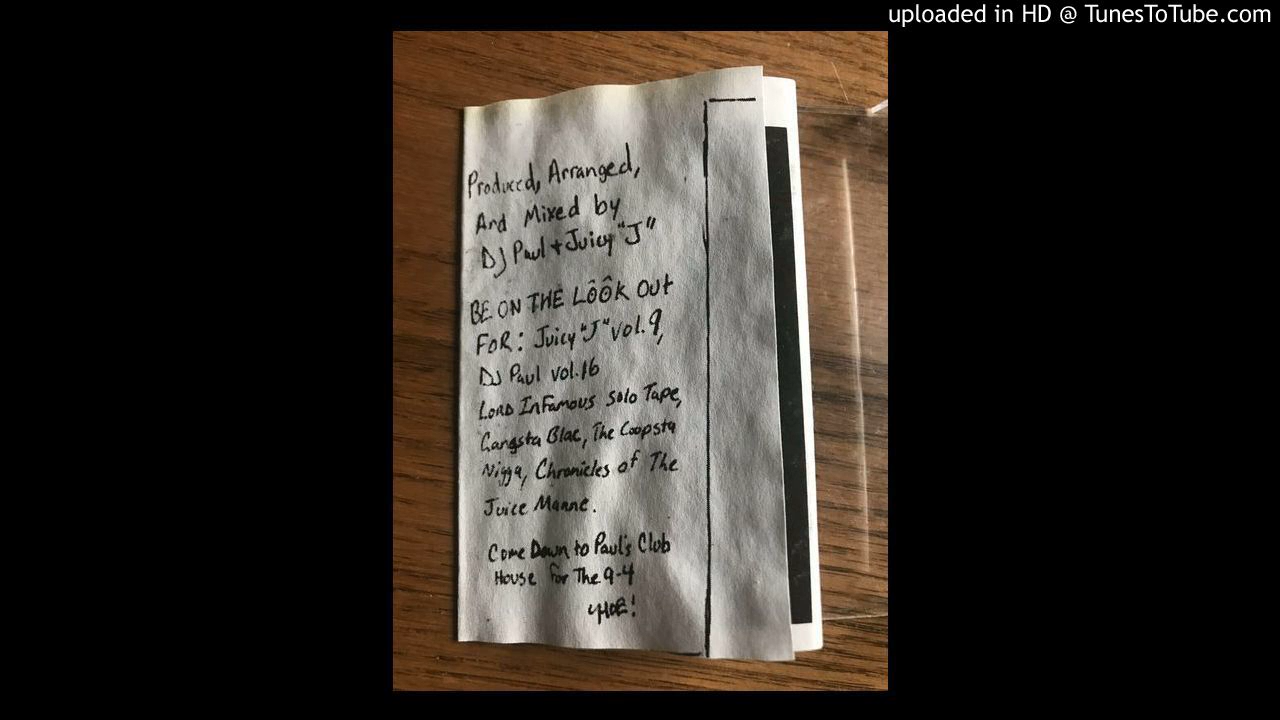 uploaded in HD @ TunesToTube.com
Produced, Arranged,
And Mixed by
DJ Paul + Juicy "J"
BE ON THE LÔÔK OUt
FOR: Juicy "J" vol.9,
DJ Paul vol.16
LORD InFamous Solo Tape,
Gangsta Blac, The Coopsta
Nigga, Chronicles of The
Juice Manne.
Come Down to Paul's Club
House for The 9-4
HOE!